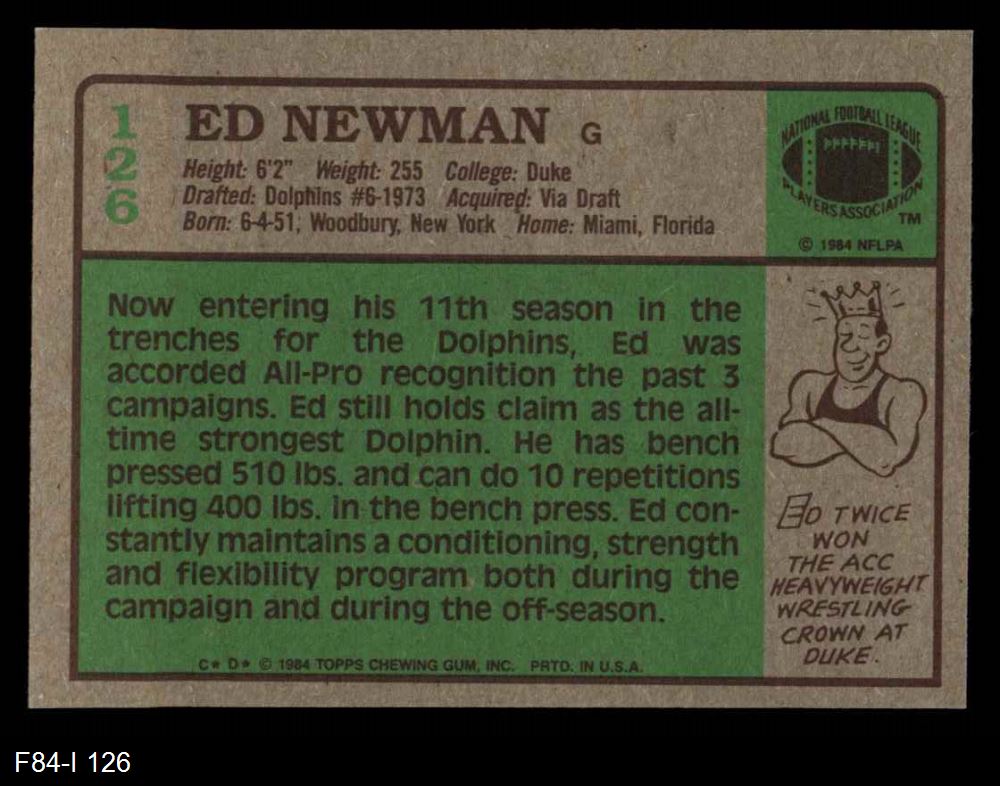 126
ED NEWMAN G
Height: 6'2" Weight: 255 College: Duke
Drafted: Dolphins #6-1973 Acquired: Via Draft
Born: 6-4-51, Woodbury, New York Home: Miami, Florida
NATIONAL FOOTBALL LEAGUE
PLAYERS ASSOCIATION
TM
© 1984 NFLPA
Now entering his 11th season in the
trenches for the Dolphins, Ed was
accorded All-Pro recognition the past 3
campaigns. Ed still holds claim as the all-
time strongest Dolphin. He has bench
pressed 510 lbs. and can do 10 repetitions
lifting 400 lbs. in the bench press. Ed con-
stantly maintains a conditioning, strength
and flexibility program both during the
campaign and during the off-season.
C* D* © 1984 TOPPS CHEWING GUM, INC. PRTD. IN U.S.A.
ED TWICE
WON
THE ACC
HEAVYWEIGHT
WRESTLING
CROWN AT
DUKE.
F84-I 126